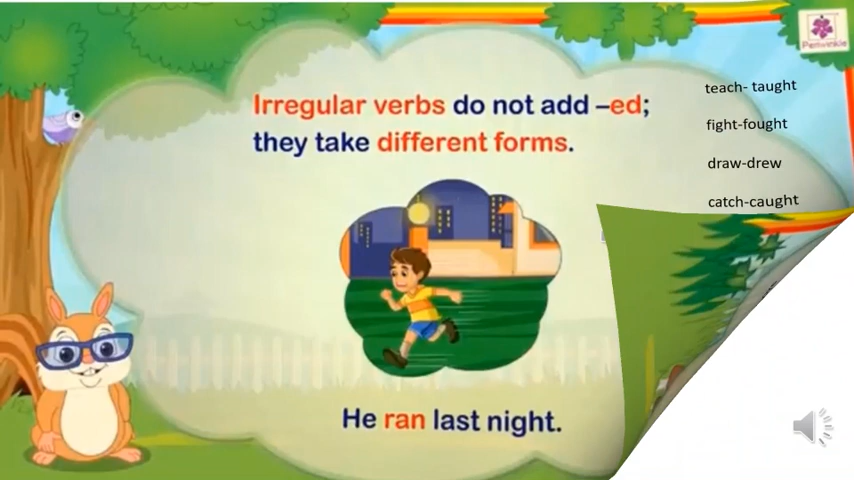 Periwinkle
teach- taught
Irregular verbs do not add –ed;
they take different forms.
fight-fought
draw-drew
catch-caught
He ran last night.